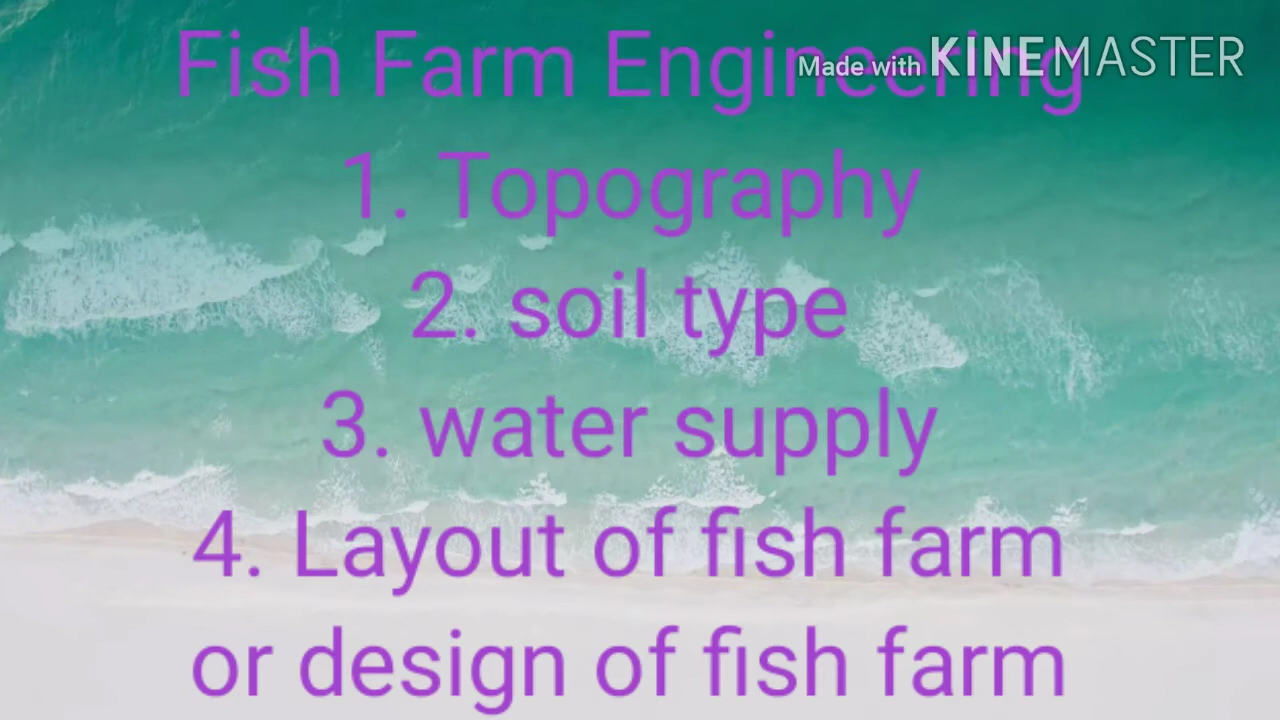 Fish Farm Engineering
Made with KINEMASTER
1. Topography
2. soil type
3. water supply
4. Layout of fish farm
or design of fish farm